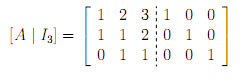 [A | I₃] = [ 1 2 3 ¦ 1 0 0
1 1 2 ¦ 0 1 0
0 1 1 ¦ 0 0 1 ]